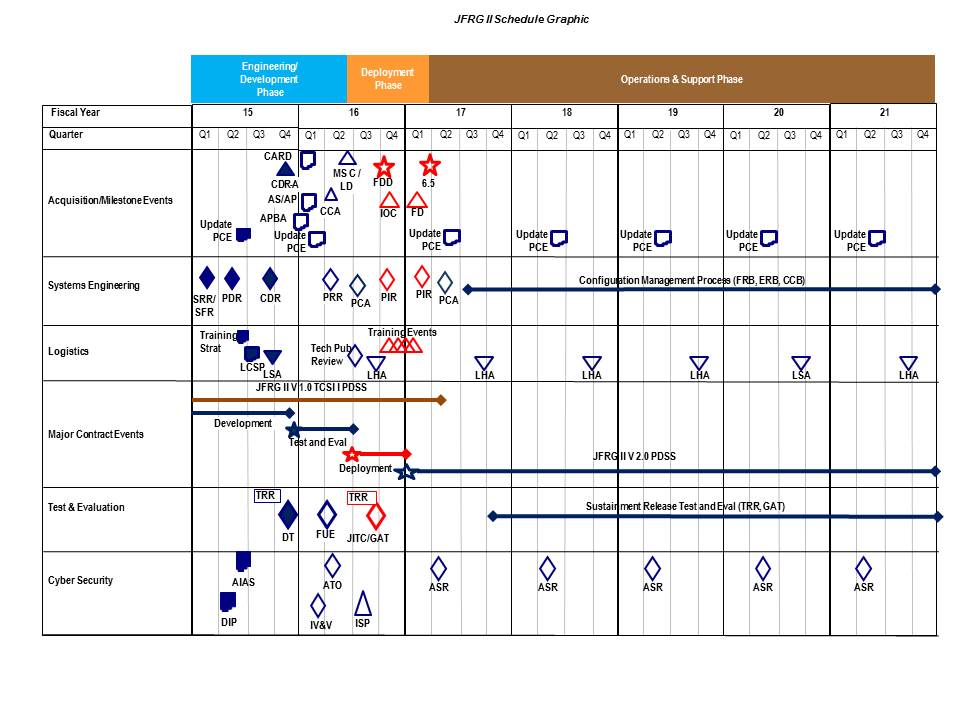 JFRG II Schedule Graphic
Engineering/
Development
Phase
Deployment
Phase
Operations & Support Phase
Fiscal Year 15 16 17 18 19 20 21
Quarter Q1 Q2 Q3 Q4 Q1 Q2 Q3 Q4 Q1 Q2 Q3 Q4 Q1 Q2 Q3 Q4 Q1 Q2 Q3 Q4 Q1 Q2 Q3 Q4 Q1 Q2 Q3 Q4
Acquisition/Milestone Events
CARD
CDR-A
MS C /
LD
FDD
6.5
AS/AP
CCA
IOC
FD
APBA
Update
PCE
Update
PCE
Update
PCE
Update
PCE
Update
PCE
Update
PCE
Update
PCE
Systems Engineering
SRR/
SFR
PDR
CDR
PRR
PCA
PIR
PIR
PCA
Configuration Management Process (FRB, ERB, CCB)
Logistics
Training
Strat
LCSP
LSA
Tech Pub
Review
Training Events
LHA
LHA
LHA
LHA
LSA
LHA
Major Contract Events
JFRG II V 1.0 TCSI I PDSS
Development
Test and Eval
Deployment
JFRG II V 2.0 PDSS
Test & Evaluation
TRR
DT
FUE
TRR
JITC/GAT
Sustainment Release Test and Eval (TRR, GAT)
Cyber Security
AIAS
DIP
ATO
IV&V
ISP
ASR
ASR
ASR
ASR
ASR